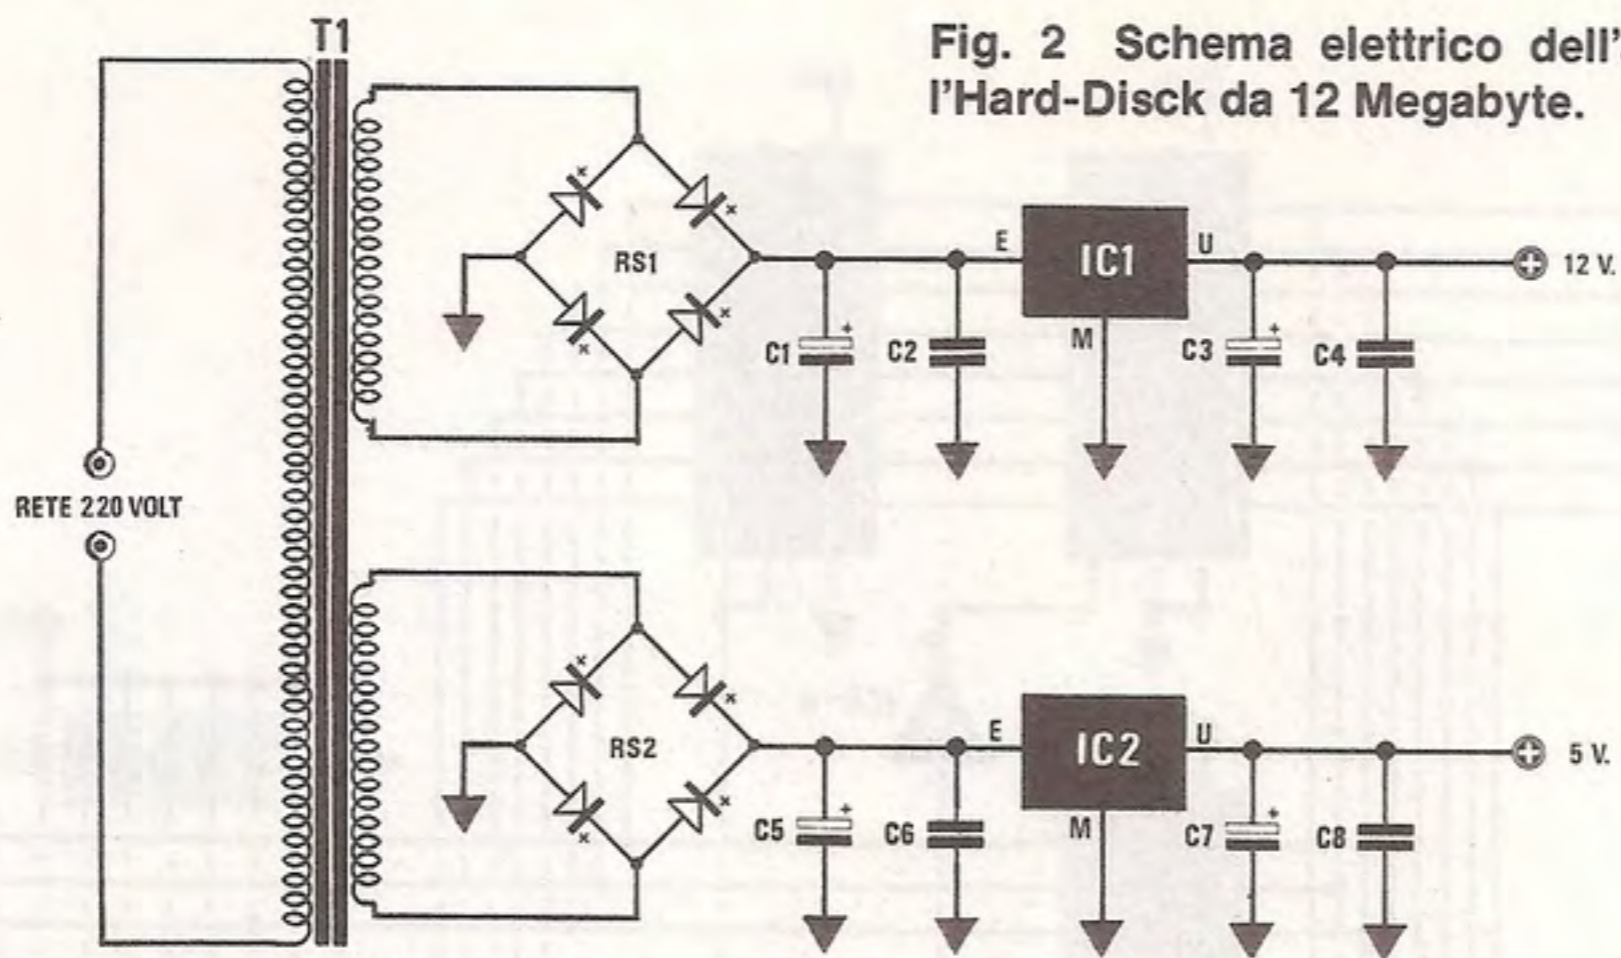 T1
Fig. 2 Schema elettrico dell'
l'Hard-Disck da 12 Megabyte.
RS1
E
IC1
U
M
12 V.
C1
C2
C3
C4
RETE 220 VOLT
RS2
E
IC2
U
M
5 V.
C5
C6
C7
C8